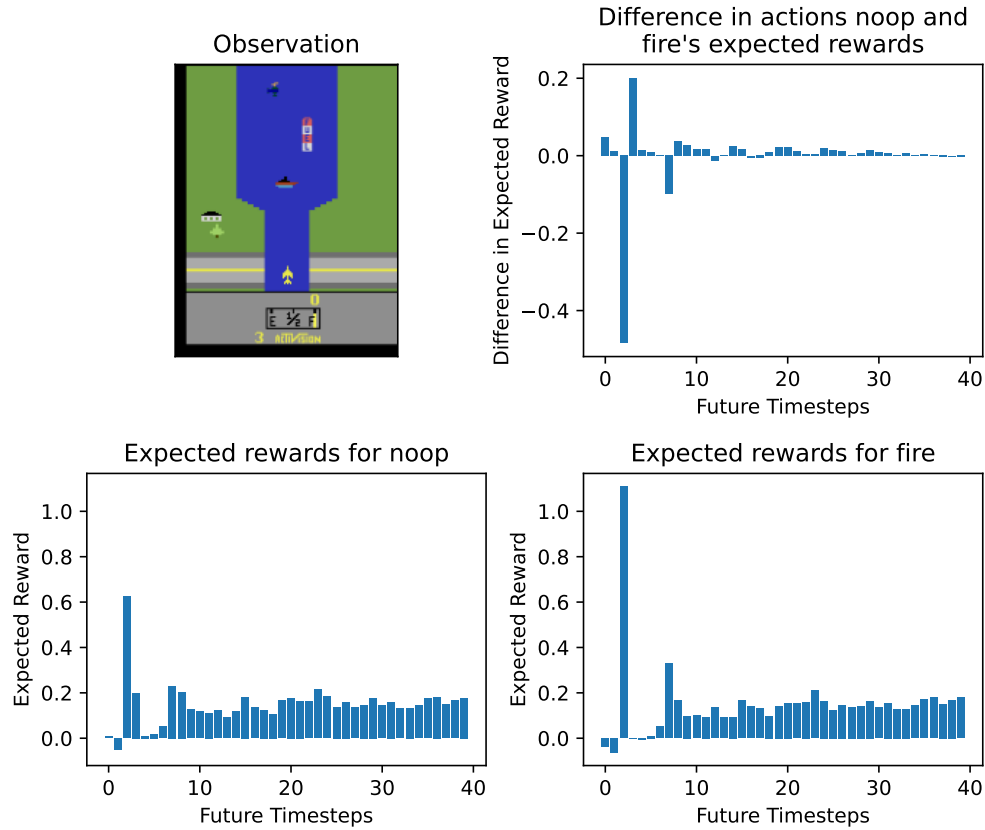 Observation
0
E 1/2 F
3 ACTIVISION
Difference in actions noop and
fire's expected rewards
Difference in Expected Reward
0.2
0.0
−0.2
−0.4
0
10
20
30
40
Future Timesteps
Expected rewards for noop
Expected Reward
1.0
0.8
0.6
0.4
0.2
0.0
0
10
20
30
40
Future Timesteps
Expected rewards for fire
Expected Reward
1.0
0.8
0.6
0.4
0.2
0.0
0
10
20
30
40
Future Timesteps